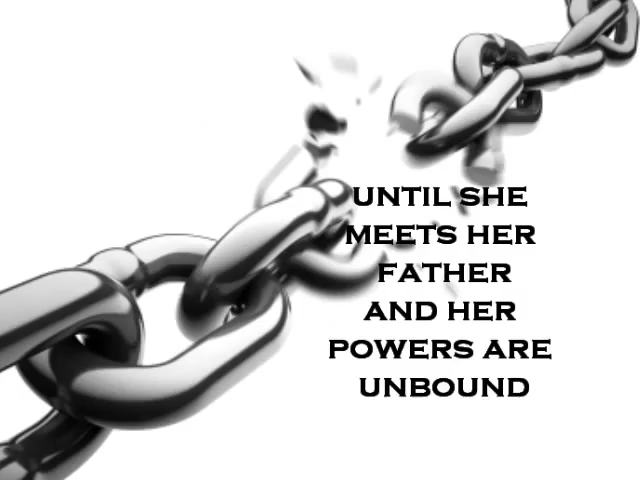 UNTIL SHE
MEETS HER
FATHER
AND HER
POWERS ARE
UNBOUND